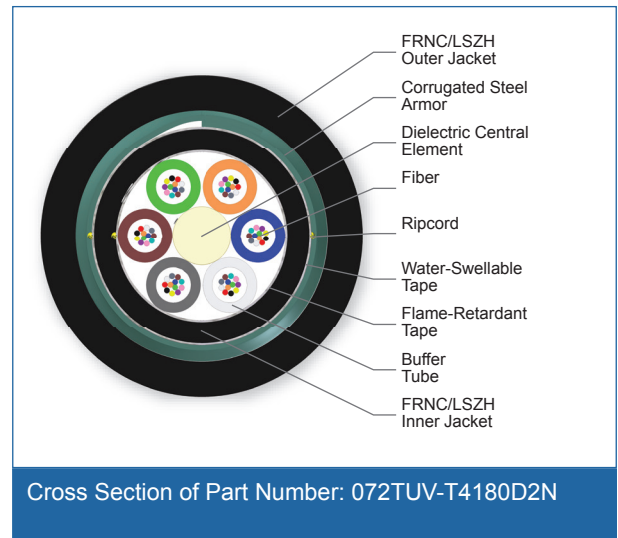 FRNC/LSZH
Outer Jacket
Corrugated Steel
Armor
Dielectric Central
Element
Fiber
Ripcord
Water-Swellable
Tape
Flame-Retardant
Tape
Buffer
Tube
FRNC/LSZH
Inner Jacket
Cross Section of Part Number: 072TUV-T4180D2N